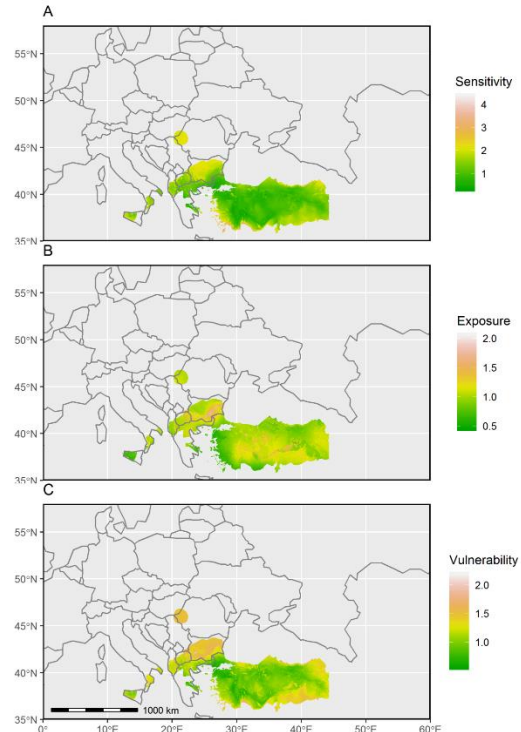 A
55°N
50°N
45°N
40°N
35°N
Sensitivity
4
3
2
1
B
55°N
50°N
45°N
40°N
35°N
Exposure
2.0
1.5
1.0
0.5
C
55°N
50°N
45°N
40°N
35°N
1000 km
0°
10°E
20°E
30°E
40°E
50°E
60°E
Vulnerability
2.0
1.5
1.0